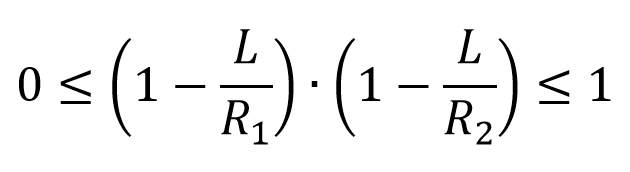 0 ≤ (1 − L/R₁) · (1 − L/R₂) ≤ 1